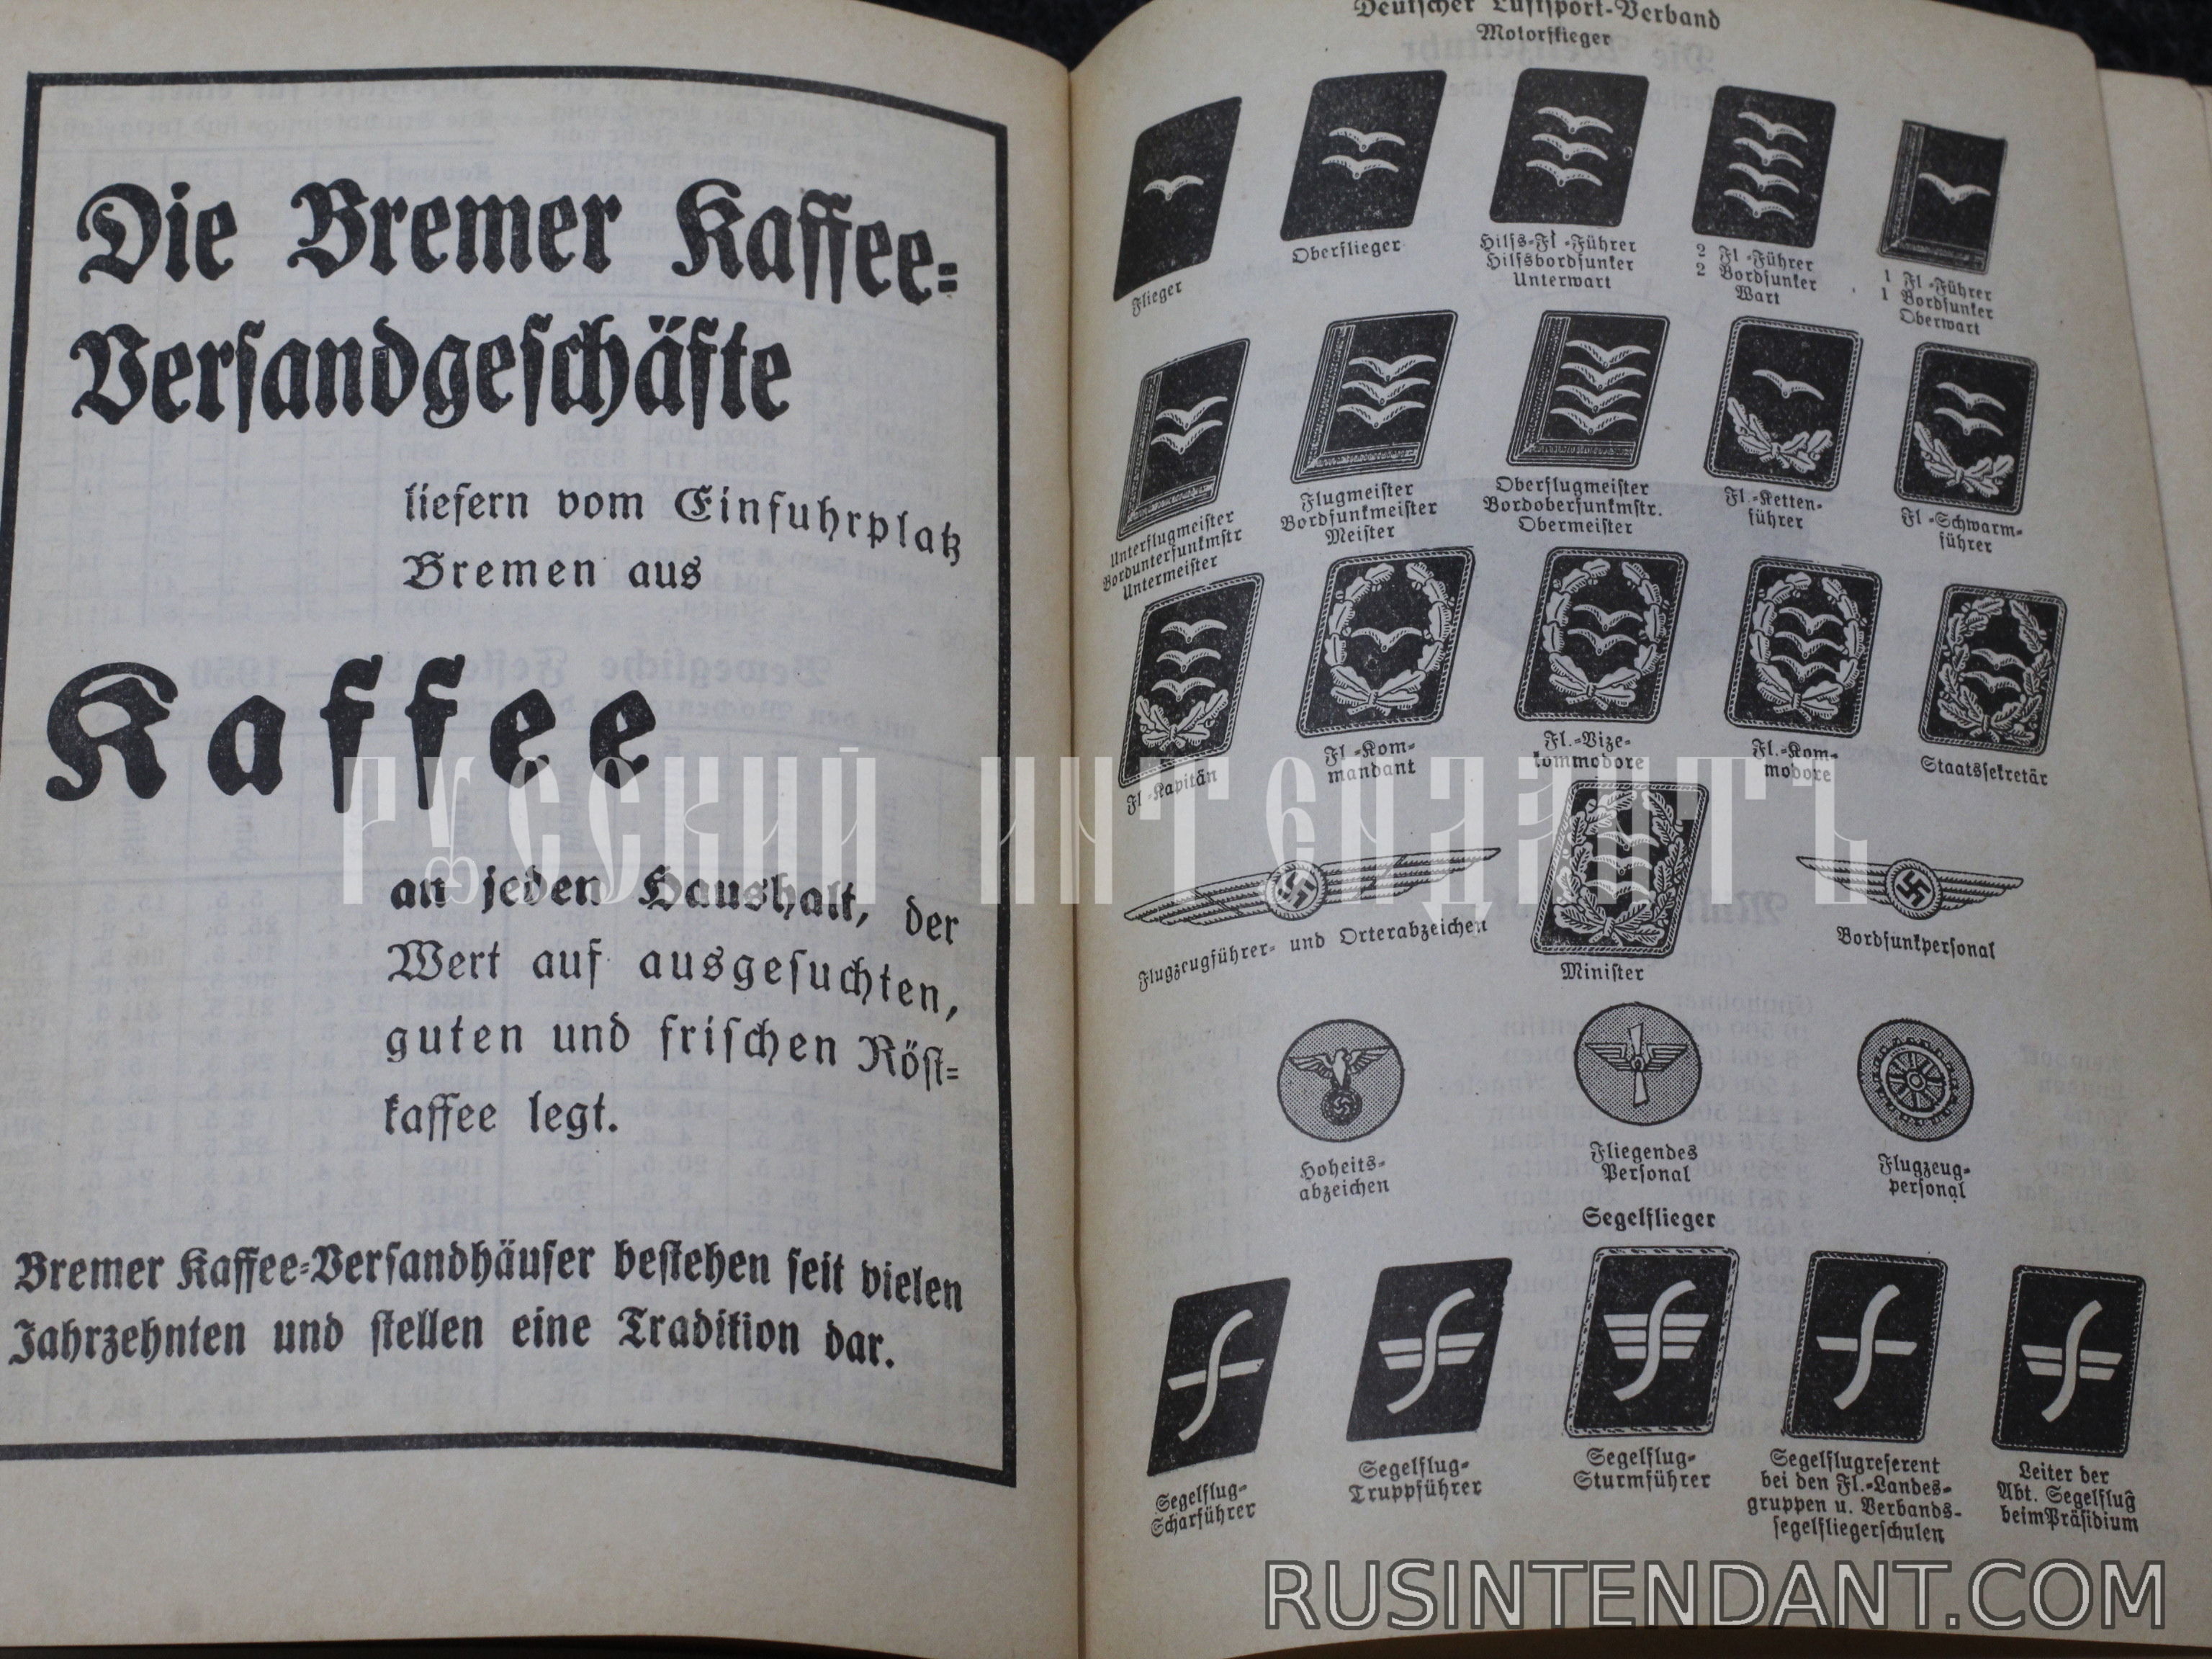 Die Bremer Kaffee=
Versandgeschäfte
liefern vom Einfuhrplatz
Bremen aus
Kaffee
an jeden Haushalt, der
Wert auf ausgesuchten,
guten und frischen Röst=
kaffee legt.
Bremer Kaffee=Versandhäuser bestehen seit vielen
Jahrzehnten und stellen eine Tradition dar.
Deutscher Luftsport-Verband
Motorflieger
Flieger
Oberflieger
Hilfs-Fl -Führer
Hilfsbordfunker
Unterwart
2 Fl -Führer
2 Bordfunker
Wart
1 Fl -Führer
1 Bordfunker
Oberwart
Unterflugmeister
Bordunterfunkmstr
Untermeister
Flugmeister
Bordfunkmeister
Meister
Oberflugmeister
Bordoberfunkmstr.
Obermeister
Fl -Ketten-
führer
Fl -Schwarm-
führer
Fl -Kapitän
Fl -Kom-
mandant
Fl.-Vize-
kommodore
Fl.-Kom-
modore
Staatssekretär
Flugzeugführer- und Orterabzeichen
Minister
Bordfunkpersonal
Hoheits-
abzeichen
Fliegendes
Personal
Flugzeug-
personal
Segelflieger
Segelflug-
Scharführer
Segelflug-
Truppführer
Segelflug-
Sturmführer
Segelflugreferent
bei den Fl.-Landes-
gruppen u. Verbands-
segelfliegerschulen
Leiter der
Abt. Segelflug
beim Präsidium
РУССКИЙ ИНТЕНДАНТЪ
RUSINTENDANT.COM